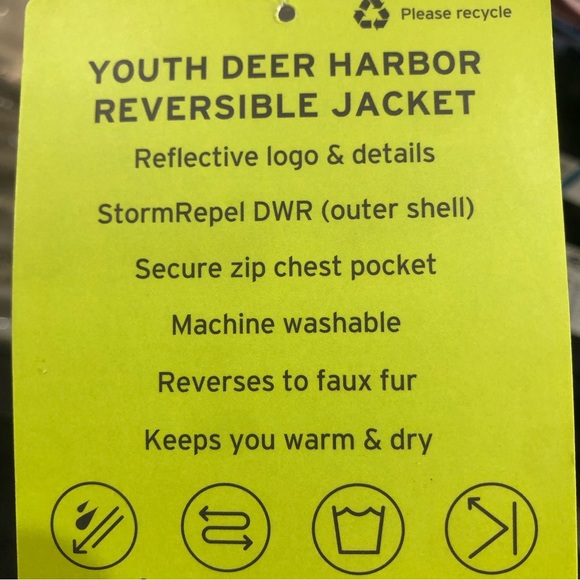 Please recycle
YOUTH DEER HARBOR
REVERSIBLE JACKET
Reflective logo & details
StormRepel DWR (outer shell)
Secure zip chest pocket
Machine washable
Reverses to faux fur
Keeps you warm & dry